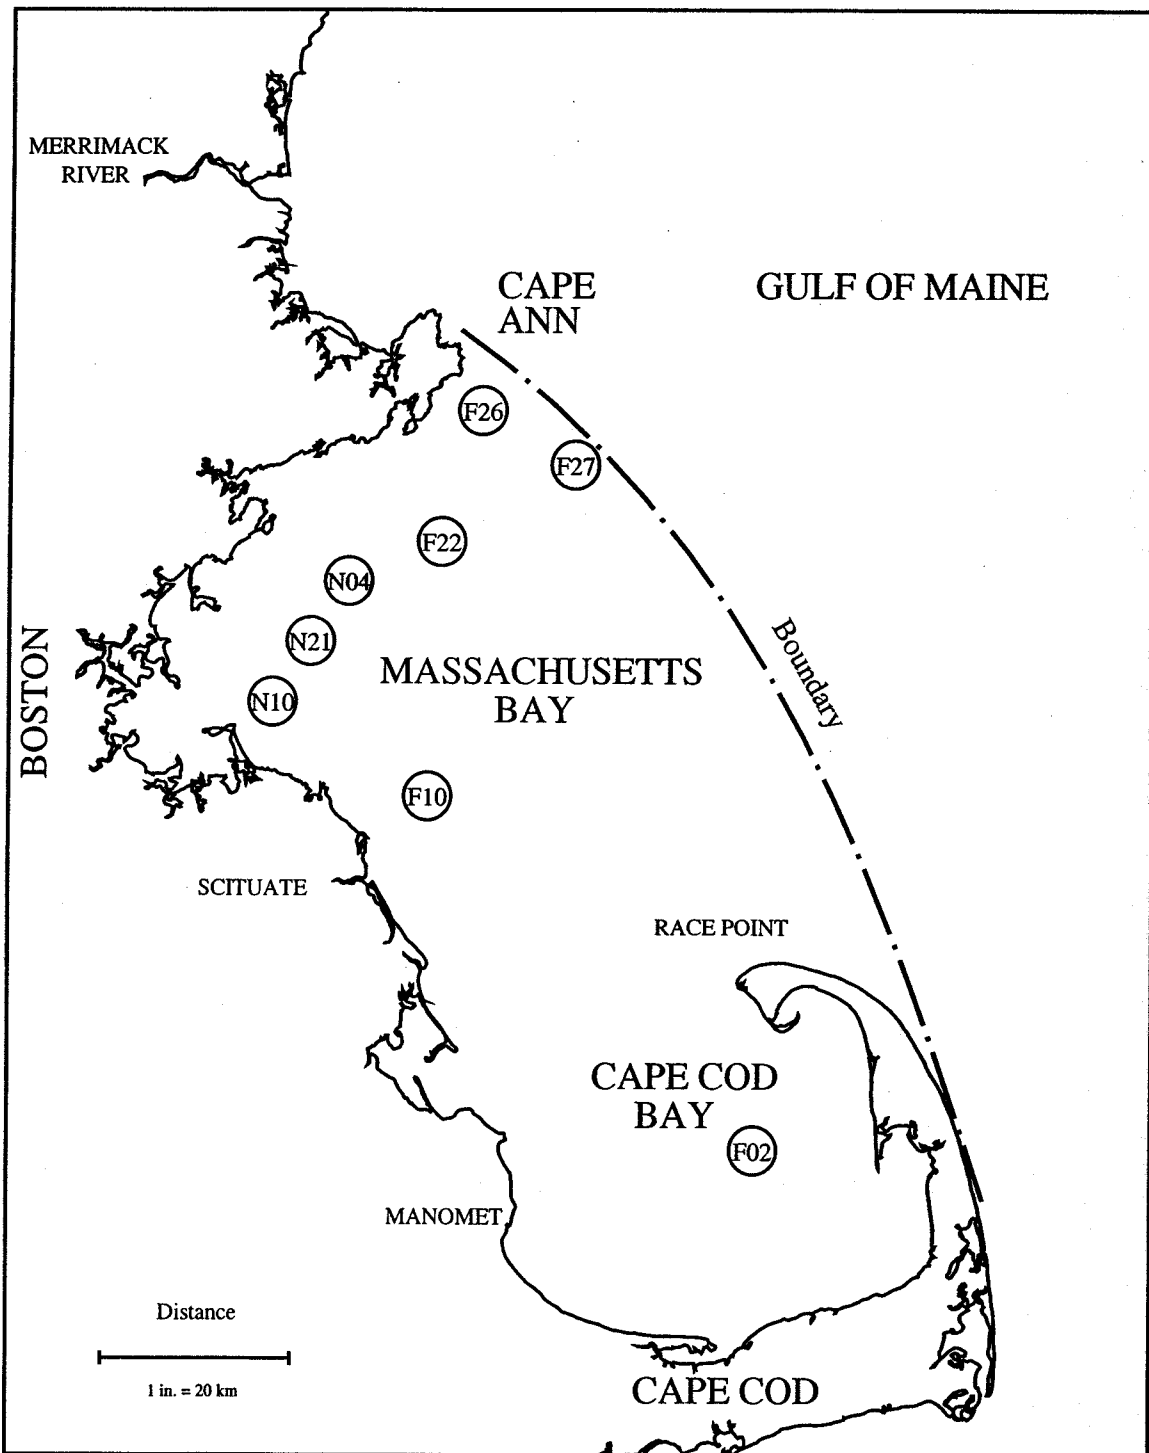 MERRIMACK
RIVER
CAPE
ANN
GULF OF MAINE
F26
F27
F22
N04
N21
BOSTON
MASSACHUSETTS
BAY
Boundary
N10
F10
SCITUATE
RACE POINT
CAPE COD
BAY
F02
MANOMET
Distance
1 in. = 20 km
CAPE COD